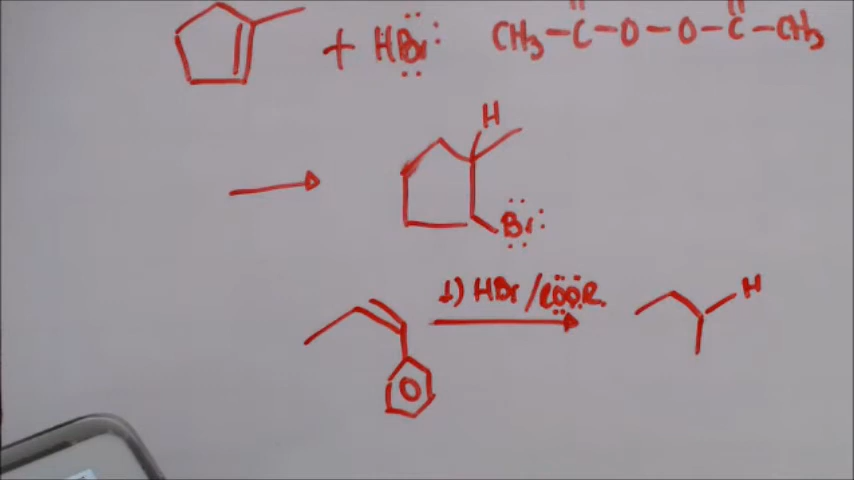 + HBr CH3-C-O-O-C-CH3
H
Br
1) HBr/ROOR. H